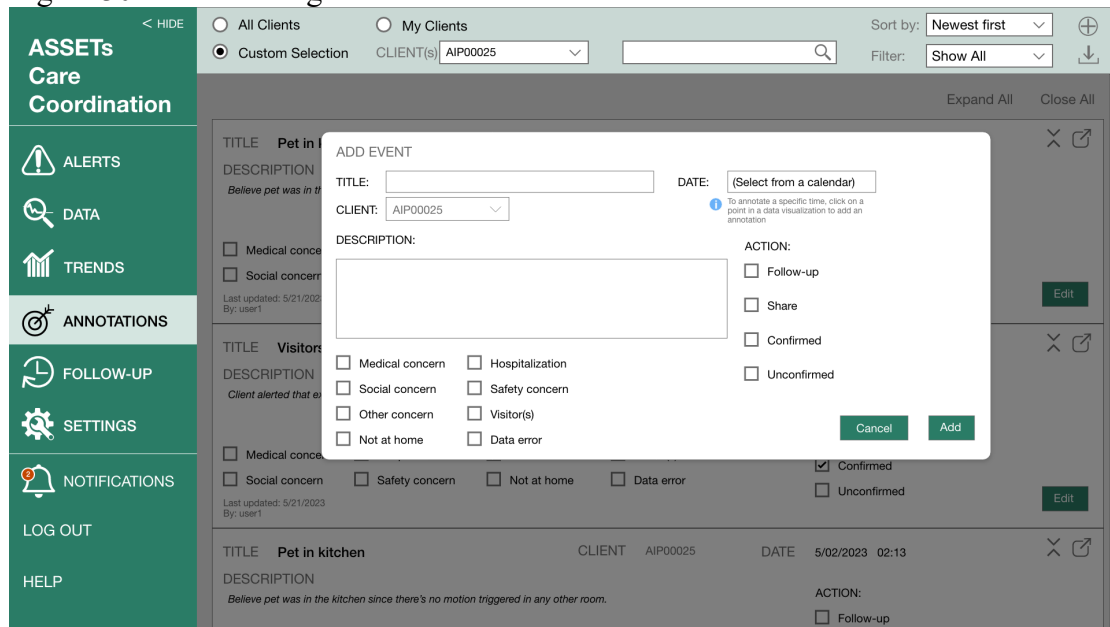 < HIDE
ASSETs
Care
Coordination
ALERTS
DATA
TRENDS
ANNOTATIONS
FOLLOW-UP
SETTINGS
2
NOTIFICATIONS
LOG OUT
HELP
All Clients
My Clients
Sort by: Newest first
Custom Selection CLIENT(s) AIP00025
Filter: Show All
Expand All Close All
TITLE Pet in
DESCRIPTION
Believe pet was in
Medical conce
Social concern
Last updated: 5/21/202
By: user1
Edit
ADD EVENT
TITLE:
DATE: (Select from a calendar)
To annotate a specific time, click on a
point in a data visualization to add an
annotation
CLIENT: AIP00025
DESCRIPTION:
ACTION:
Follow-up
Share
Confirmed
Unconfirmed
Medical concern Hospitalization
Social concern Safety concern
Other concern Visitor(s)
Not at home Data error
Cancel Add
TITLE Visitors
DESCRIPTION
Client alerted that
Medical conce
Confirmed
Social concern Safety concern Not at home Data error
Unconfirmed
Last updated: 5/21/2023
By: user1
Edit
TITLE Pet in kitchen CLIENT AIP00025 DATE 5/02/2023 02:13
DESCRIPTION
Believe pet was in the kitchen since there's no motion triggered in any other room.
ACTION:
Follow-up